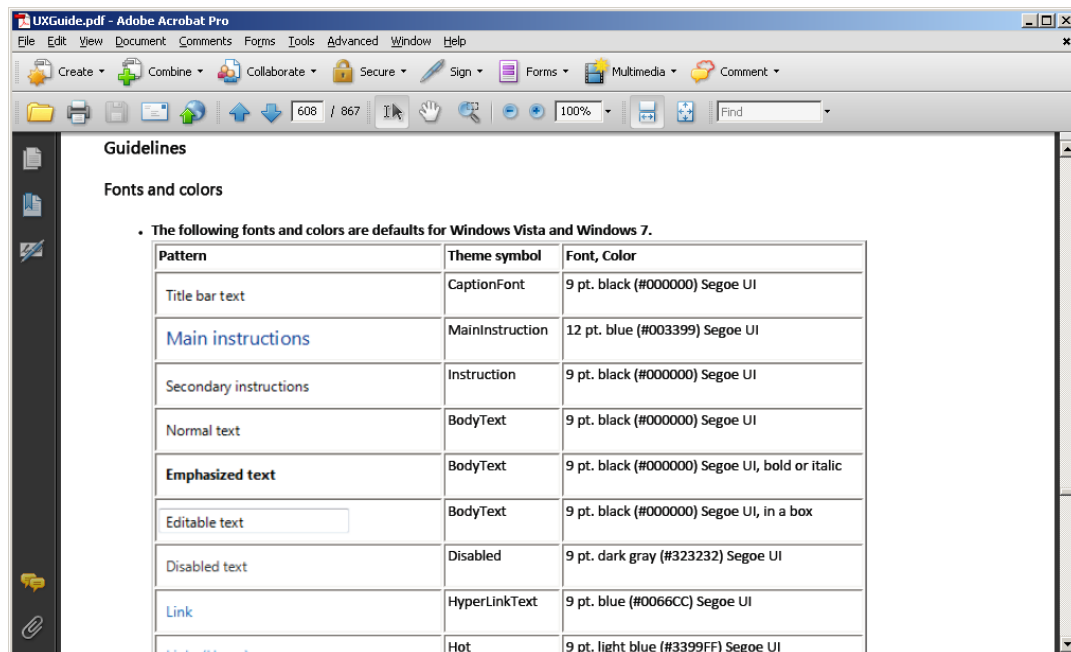 UXGuide.pdf - Adobe Acrobat Pro
File Edit View Document Comments Forms Tools Advanced Window Help
Create Combine Collaborate Secure Sign Forms Multimedia Comment
608 / 867 100% Find
Guidelines
Fonts and colors
• The following fonts and colors are defaults for Windows Vista and Windows 7.
Pattern Theme symbol Font, Color
Title bar text CaptionFont 9 pt. black (#000000) Segoe UI
Main instructions MainInstruction 12 pt. blue (#003399) Segoe UI
Secondary instructions Instruction 9 pt. black (#000000) Segoe UI
Normal text BodyText 9 pt. black (#000000) Segoe UI
Emphasized text BodyText 9 pt. black (#000000) Segoe UI, bold or italic
Editable text BodyText 9 pt. black (#000000) Segoe UI, in a box
Disabled text Disabled 9 pt. dark gray (#323232) Segoe UI
Link HyperLinkText 9 pt. blue (#0066CC) Segoe UI
Hot 9 pt. light blue (#3399FF) Segoe UI